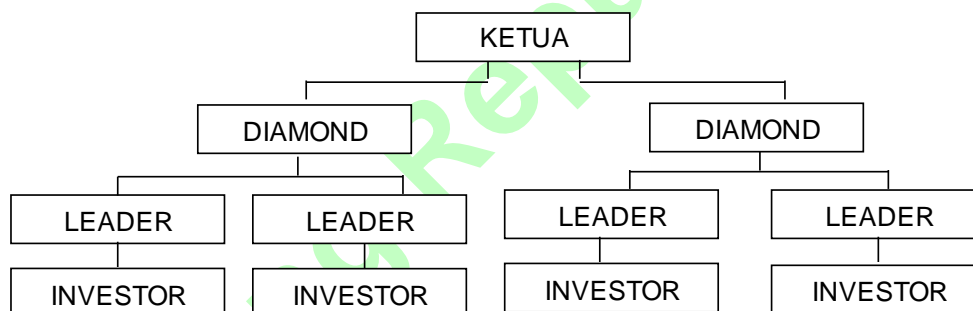 KETUA
DIAMOND DIAMOND
LEADER LEADER LEADER LEADER
INVESTOR INVESTOR INVESTOR INVESTOR